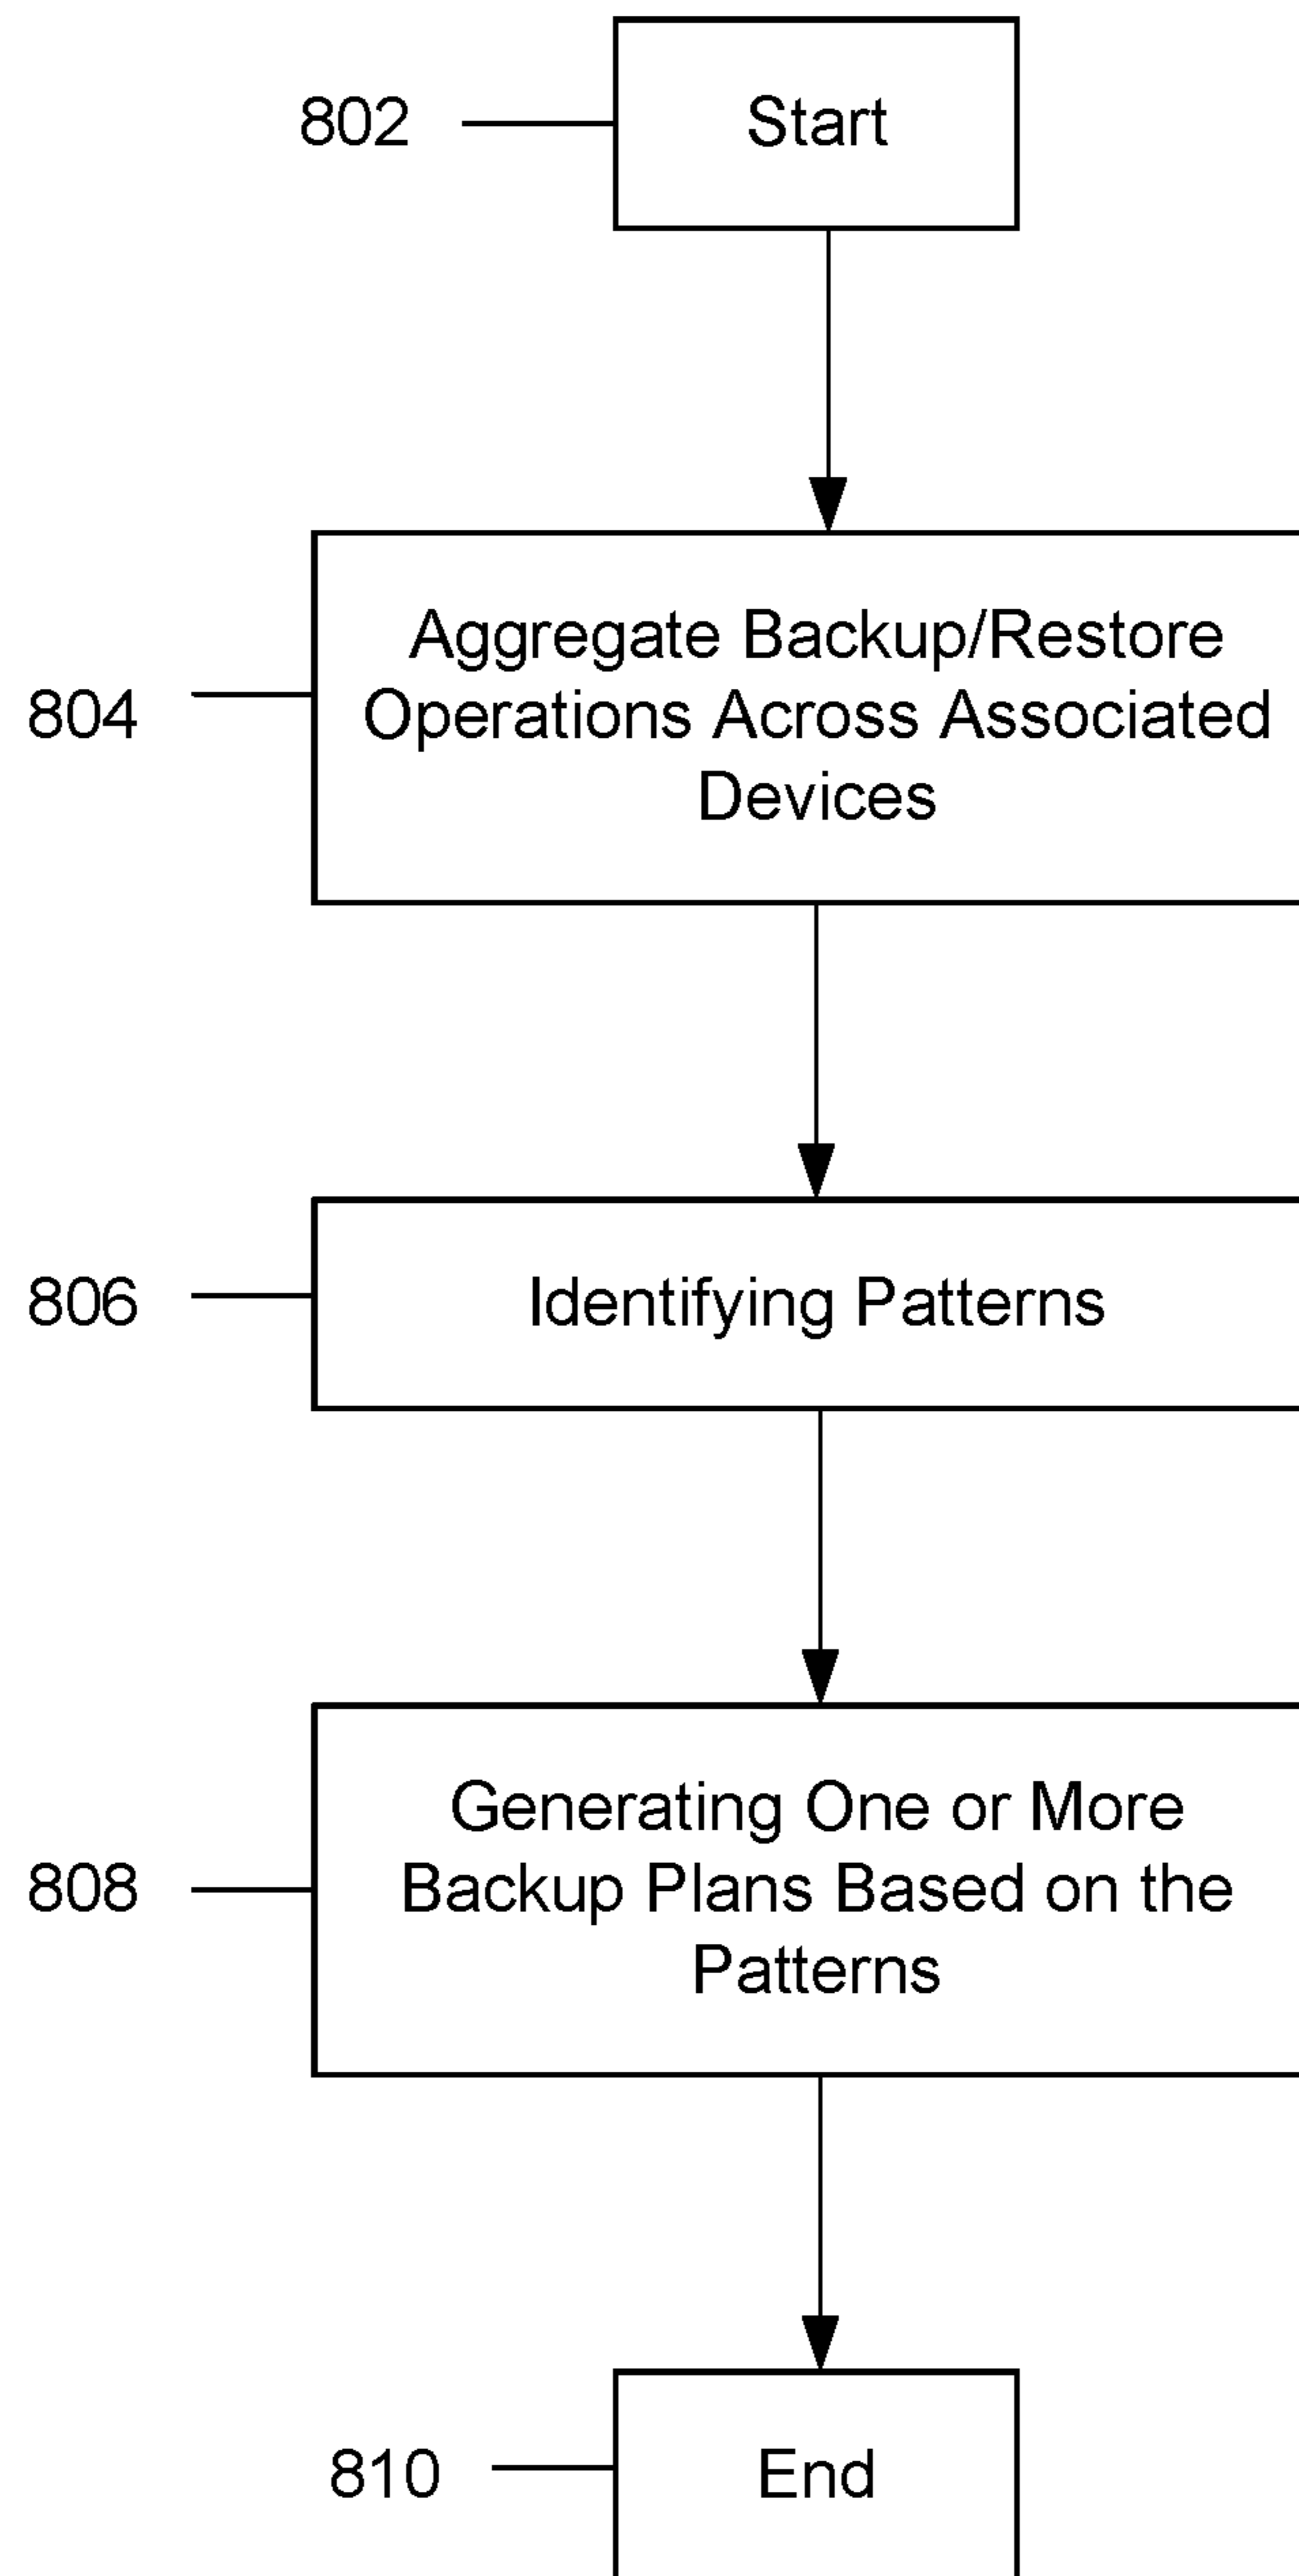 802
Start
804
Aggregate Backup/Restore
Operations Across Associated
Devices
806
Identifying Patterns
808
Generating One or More
Backup Plans Based on the
Patterns
810
End